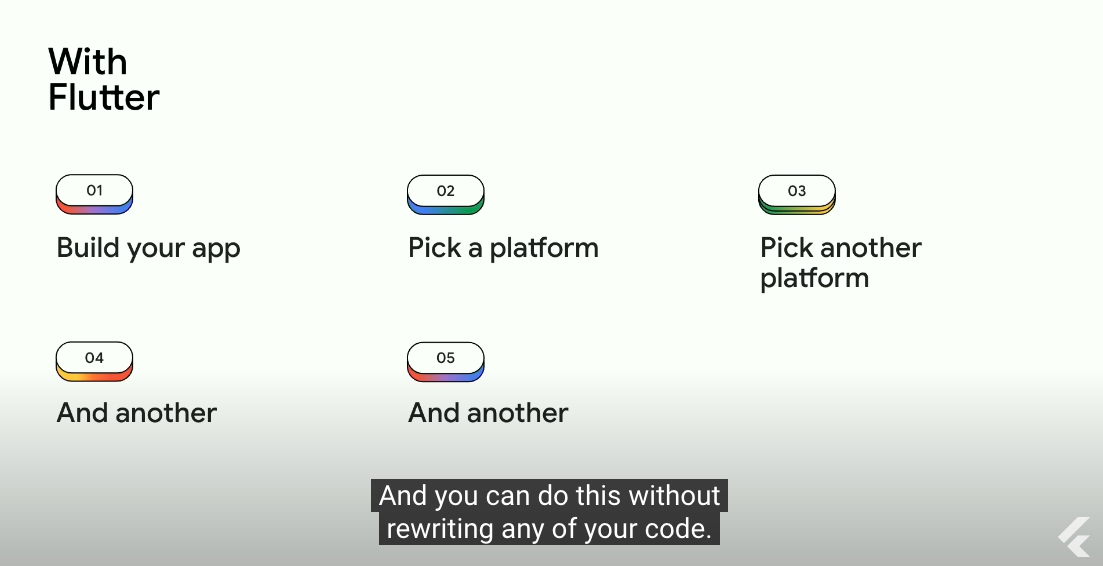 With
Flutter
01
Build your app
02
Pick a platform
03
Pick another
platform
04
And another
05
And another
And you can do this without
rewriting any of your code.